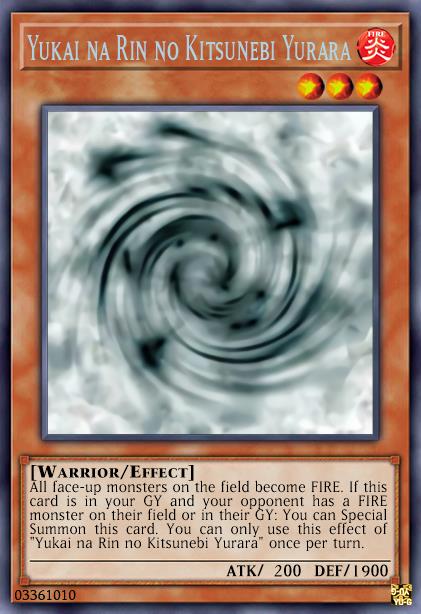 Yukai na Rin no Kitsunebi Yurara
FIRE
炎
[Warrior/Effect]
All face-up monsters on the field become FIRE. If this
card is in your GY and your opponent has a FIRE
monster on their field or in their GY: You can Special
Summon this card. You can only use this effect of
"Yukai na Rin no Kitsunebi Yurara" once per turn.
ATK/ 200 DEF/1900
03361010